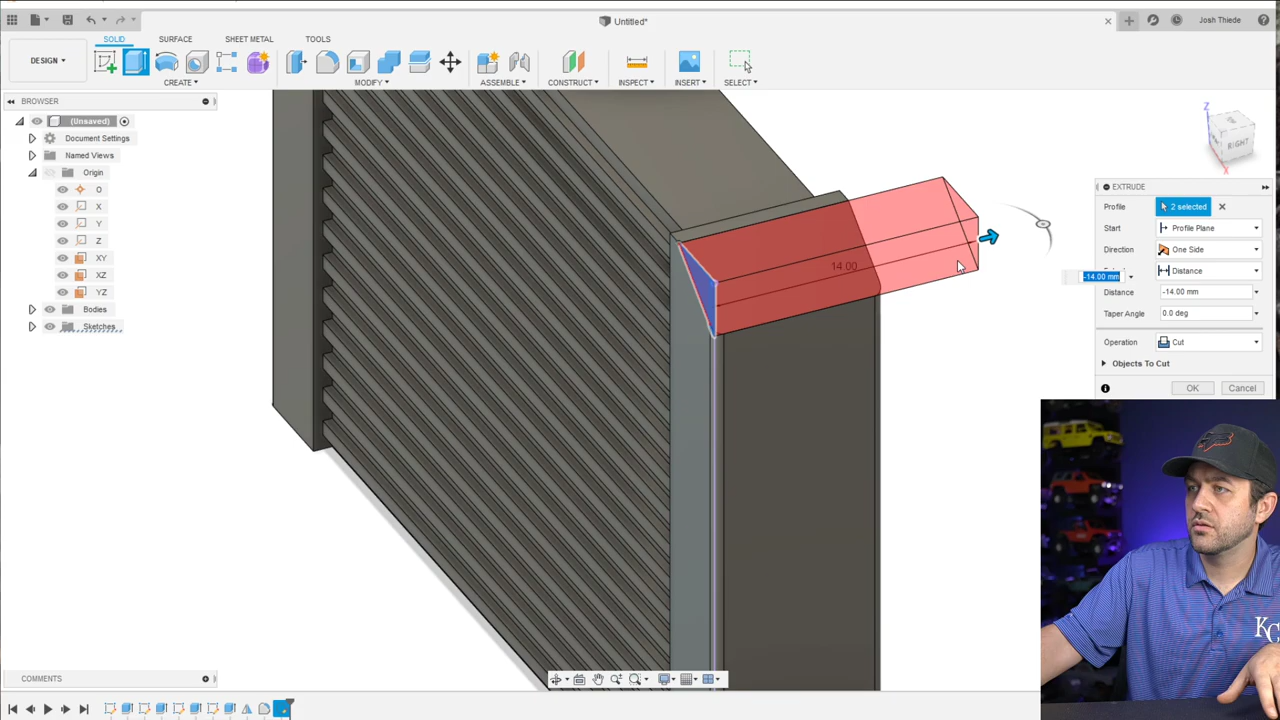 Untitled*
Josh Thiede
DESIGN
SOLID
SURFACE
SHEET METAL
TOOLS
CREATE
MODIFY
ASSEMBLE
CONSTRUCT
INSPECT
INSERT
SELECT
BROWSER
(Unsaved)
Document Settings
Named Views
Origin
O
X
Y
Z
XY
XZ
YZ
Bodies
Sketches
14.00
Z
RIGHT
X
-14.00 mm
EXTRUDE
Profile
2 selected
Start
Profile Plane
Direction
One Side
Distance
Distance
-14.00 mm
Taper Angle
0.0 deg
Operation
Cut
Objects To Cut
OK
Cancel
KC
COMMENTS